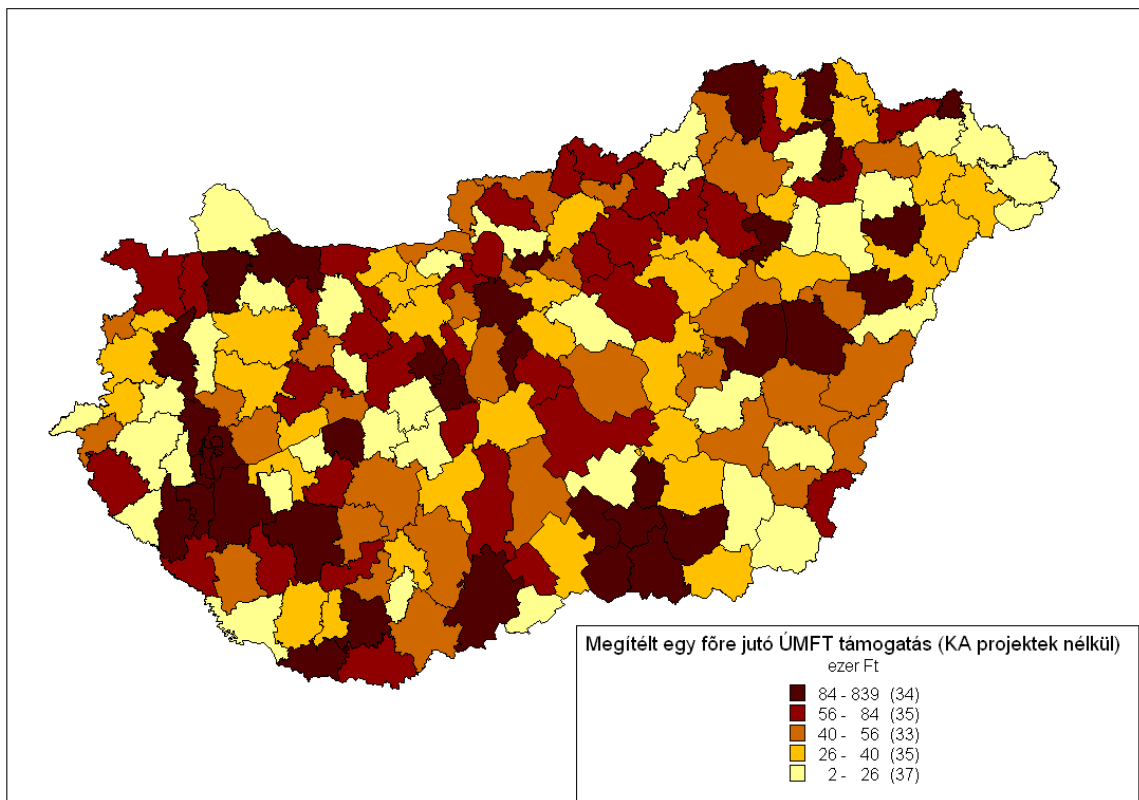 Megítélt egy főre jutó ÚMFT támogatás (KA projektek nélkül)
ezer Ft
84 - 839 (34)
56 - 84 (35)
40 - 56 (33)
26 - 40 (35)
2 - 26 (37)